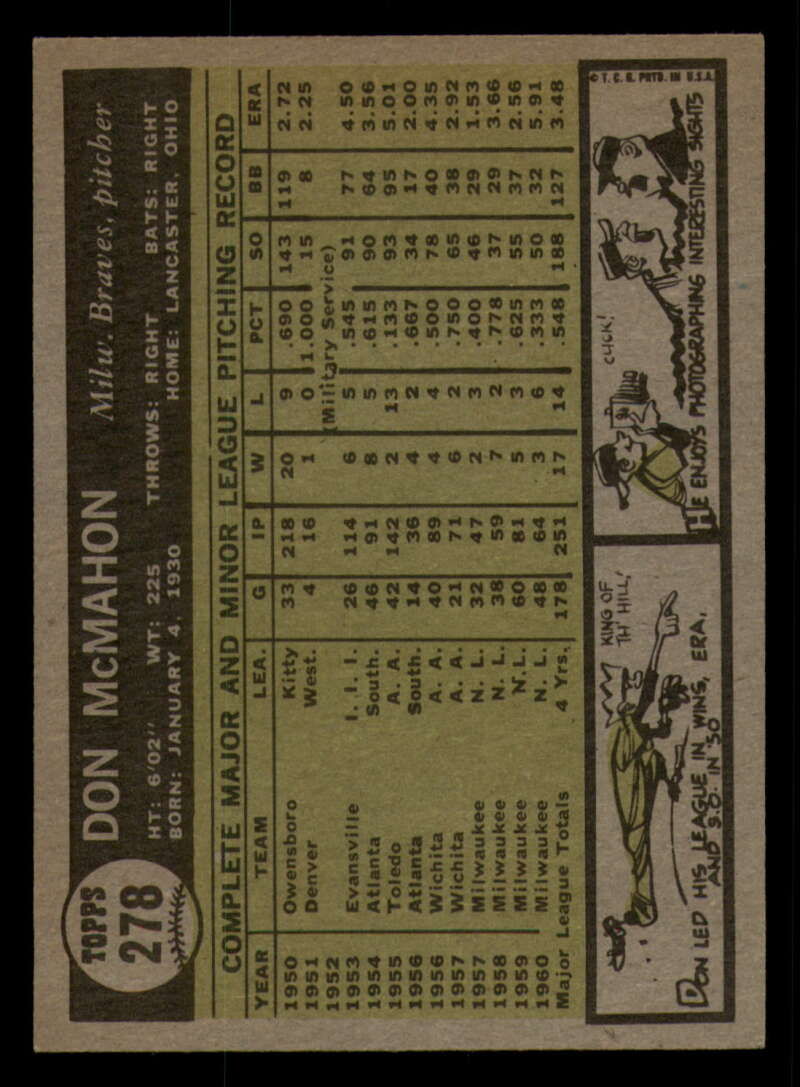 TOPPS
278
DON McMAHON Milw. Braves, pitcher
HT: 6'02" WT: 225 THROWS: RIGHT BATS: RIGHT
BORN: JANUARY 4, 1930 HOME: LANCASTER, OHIO
COMPLETE MAJOR AND MINOR LEAGUE PITCHING RECORD
YEAR TEAM LEA. G IP W L PCT SO BB ERA
1950 Owensboro Kitty 33 218 20 9 .690 143 119 2.72
1951 Denver West. 4 16 1 0 1.000 15 8 2.25
1952 (Military Service)
1953 Evansville I. I. I. 26 114 6 5 .545 91 77 4.50
1954 Atlanta South. 46 91 8 5 .615 90 64 3.56
1955 Toledo A. A. 42 142 2 13 .133 93 95 5.01
1956 Atlanta South. 14 36 4 2 .667 34 17 2.00
1956 Wichita A. A. 40 89 4 4 .500 78 40 4.35
1957 Wichita A. A. 21 71 6 2 .750 65 38 2.92
1957 Milwaukee N. L. 32 47 2 3 .400 46 29 1.53
1958 Milwaukee N. L. 38 59 7 2 .778 37 29 3.66
1959 Milwaukee N.L. 60 81 5 3 .625 55 37 2.56
1960 Milwaukee N. L. 48 64 3 6 .333 50 32 5.91
Major League Totals 4 Yrs. 178 251 17 14 .548 188 127 3.48
KING OF
TH' HILL!
DON LED HIS LEAGUE IN WINS, ERA,
AND S.O. IN '50
CLICK!
HE ENJOYS PHOTOGRAPHING INTERESTING SIGHTS
© T. C. G. PRTD. IN U.S.A.